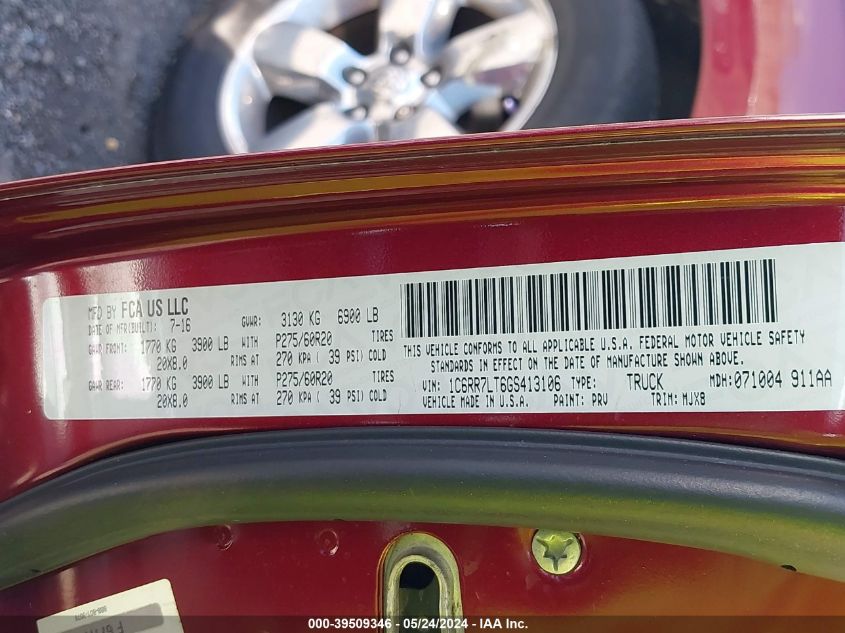 MFD BY FCA US LLC
DATE OF MFR(BUILT): 7-16 GVWR: 3130 KG 6900 LB
GAWR FRONT: 1770 KG 3900 LB WITH P275/60R20 TIRES
20X8.0 RIMS AT 270 KPA ( 39 PSI) COLD
GAWR REAR: 1770 KG 3900 LB WITH P275/60R20 TIRES
20X8.0 RIMS AT 270 KPA ( 39 PSI) COLD
THIS VEHICLE CONFORMS TO ALL APPLICABLE U.S.A. FEDERAL MOTOR VEHICLE SAFETY
STANDARDS IN EFFECT ON THE DATE OF MANUFACTURE SHOWN ABOVE.
VIN: 1C6RR7LT6GS413106 TYPE: TRUCK MDH:071004 911AA
VEHICLE MADE IN U.S.A. PAINT: PRV TRIM: MJX8
000-39509346 / 05/24/2024 - IAA Inc.